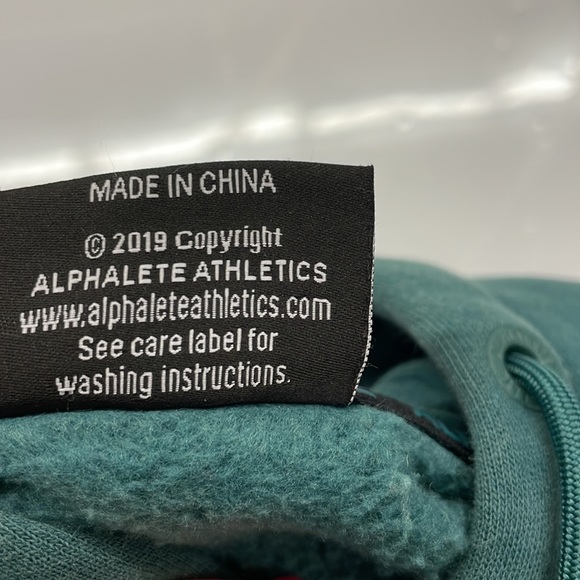 MADE IN CHINA
© 2019 Copyright
ALPHALETE ATHLETICS
www.alphaleteathletics.com
See care label for
washing instructions.